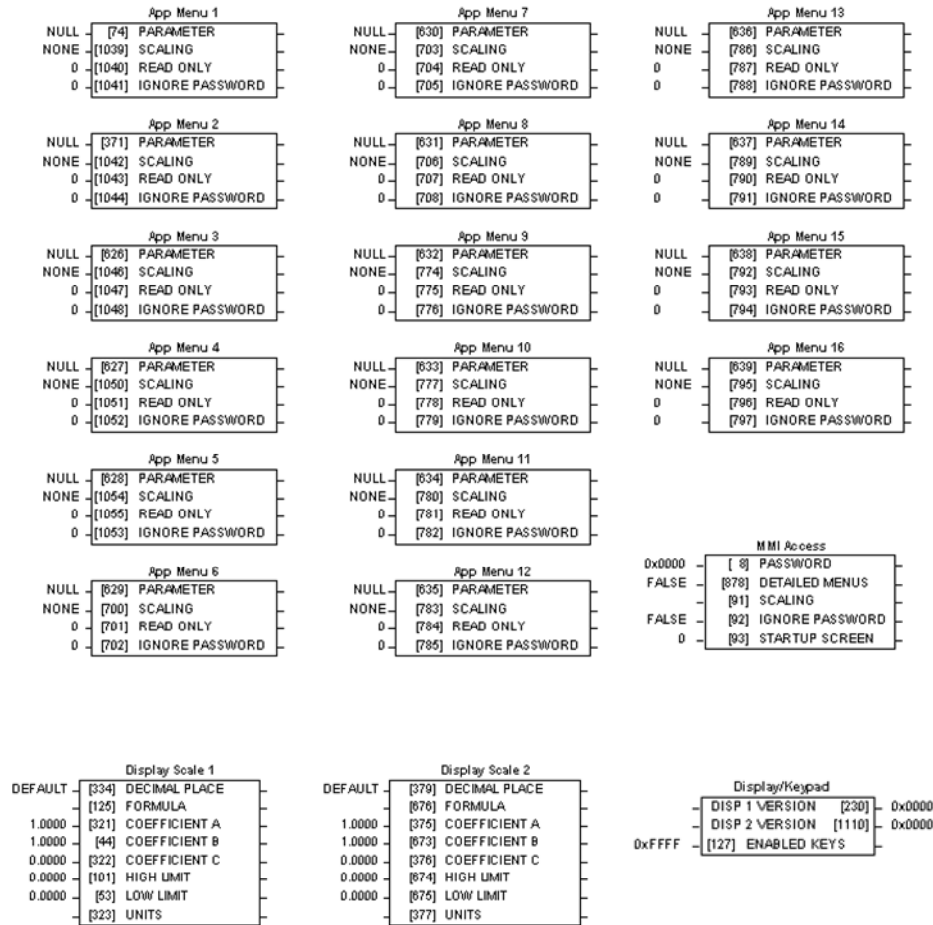 App Menu 1
NULL [74] PARAMETER
NONE [1039] SCALING
0 [1040] READ ONLY
0 [1041] IGNORE PASSWORD
App Menu 2
NULL [371] PARAMETER
NONE [1042] SCALING
0 [1043] READ ONLY
0 [1044] IGNORE PASSWORD
App Menu 3
NULL [626] PARAMETER
NONE [1046] SCALING
0 [1047] READ ONLY
0 [1048] IGNORE PASSWORD
App Menu 4
NULL [627] PARAMETER
NONE [1050] SCALING
0 [1051] READ ONLY
0 [1052] IGNORE PASSWORD
App Menu 5
NULL [628] PARAMETER
NONE [1054] SCALING
0 [1055] READ ONLY
0 [1053] IGNORE PASSWORD
App Menu 6
NULL [629] PARAMETER
NONE [700] SCALING
0 [701] READ ONLY
0 [702] IGNORE PASSWORD
App Menu 7
NULL [630] PARAMETER
NONE [703] SCALING
0 [704] READ ONLY
0 [705] IGNORE PASSWORD
App Menu 8
NULL [631] PARAMETER
NONE [706] SCALING
0 [707] READ ONLY
0 [708] IGNORE PASSWORD
App Menu 9
NULL [632] PARAMETER
NONE [774] SCALING
0 [775] READ ONLY
0 [776] IGNORE PASSWORD
App Menu 10
NULL [633] PARAMETER
NONE [777] SCALING
0 [778] READ ONLY
0 [779] IGNORE PASSWORD
App Menu 11
NULL [634] PARAMETER
NONE [780] SCALING
0 [781] READ ONLY
0 [782] IGNORE PASSWORD
App Menu 12
NULL [635] PARAMETER
NONE [783] SCALING
0 [784] READ ONLY
0 [785] IGNORE PASSWORD
App Menu 13
NULL [636] PARAMETER
NONE [786] SCALING
0 [787] READ ONLY
0 [788] IGNORE PASSWORD
App Menu 14
NULL [637] PARAMETER
NONE [789] SCALING
0 [790] READ ONLY
0 [791] IGNORE PASSWORD
App Menu 15
NULL [638] PARAMETER
NONE [792] SCALING
0 [793] READ ONLY
0 [794] IGNORE PASSWORD
App Menu 16
NULL [639] PARAMETER
NONE [795] SCALING
0 [796] READ ONLY
0 [797] IGNORE PASSWORD
MMI Access
0x0000 [ 8] PASSWORD
FALSE [878] DETAILED MENUS
[91] SCALING
FALSE [92] IGNORE PASSWORD
0 [93] STARTUP SCREEN
Display Scale 1
DEFAULT [334] DECIMAL PLACE
[125] FORMULA
1.0000 [321] COEFFICIENT A
1.0000 [44] COEFFICIENT B
0.0000 [322] COEFFICIENT C
0.0000 [101] HIGH LIMIT
0.0000 [53] LOW LIMIT
[323] UNITS
Display Scale 2
DEFAULT [379] DECIMAL PLACE
[676] FORMULA
1.0000 [375] COEFFICIENT A
1.0000 [673] COEFFICIENT B
0.0000 [376] COEFFICIENT C
0.0000 [674] HIGH LIMIT
0.0000 [675] LOW LIMIT
[377] UNITS
Display/Keypad
DISP 1 VERSION [230] 0x0000
DISP 2 VERSION [1110] 0x0000
0xFFFF [127] ENABLED KEYS